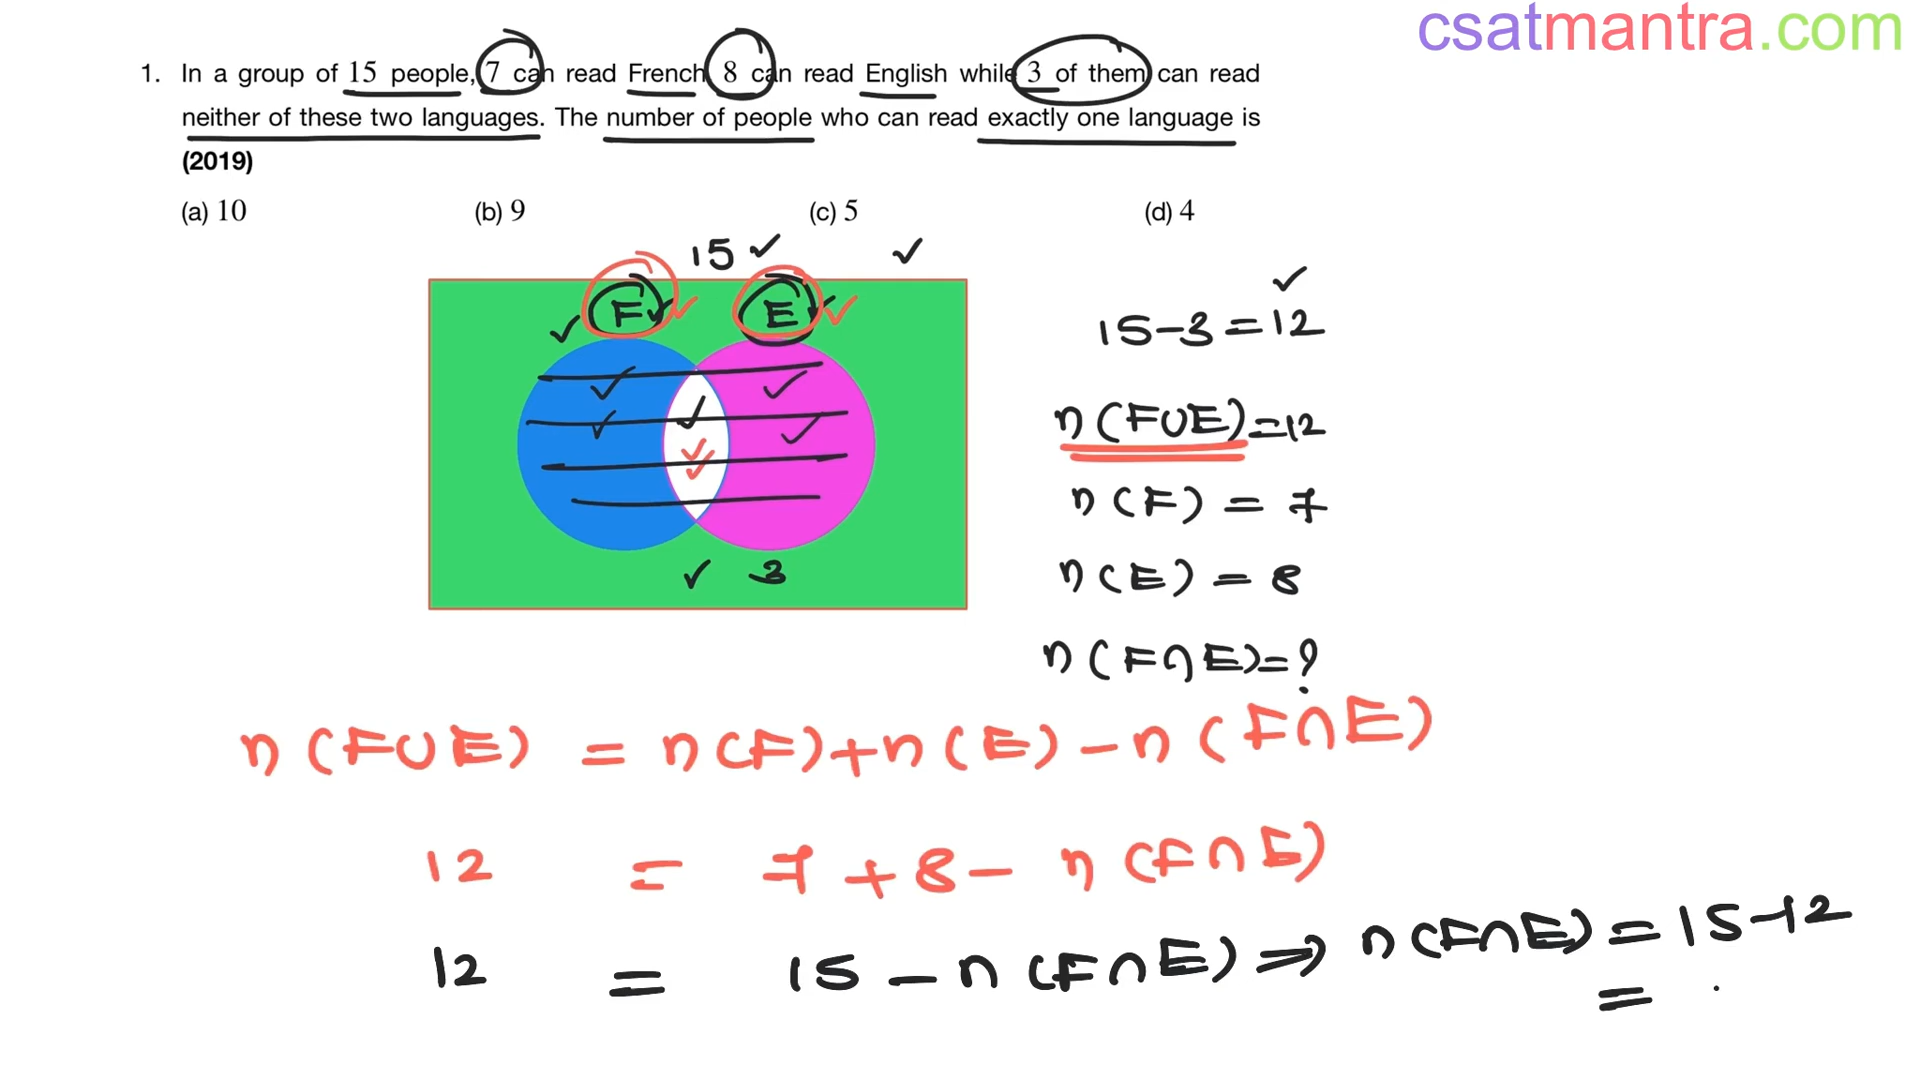 csatmantra.com
1. In a group of 15 people, 7 can read French 8 can read English while 3 of them can read
neither of these two languages. The number of people who can read exactly one language is
(2019)
(a) 10 (b) 9 (c) 5 (d) 4
15
F E
3
15-3=12
n(F∪E)=12
n(F) = 7
n(E) = 8
n(F∩E)=?
n(F∪E) = n(F)+n(E)-n(F∩E)
12 = 7+8- n(F∩E)
12 = 15 - n(F∩E) ⇒ n(F∩E)=15-12
=